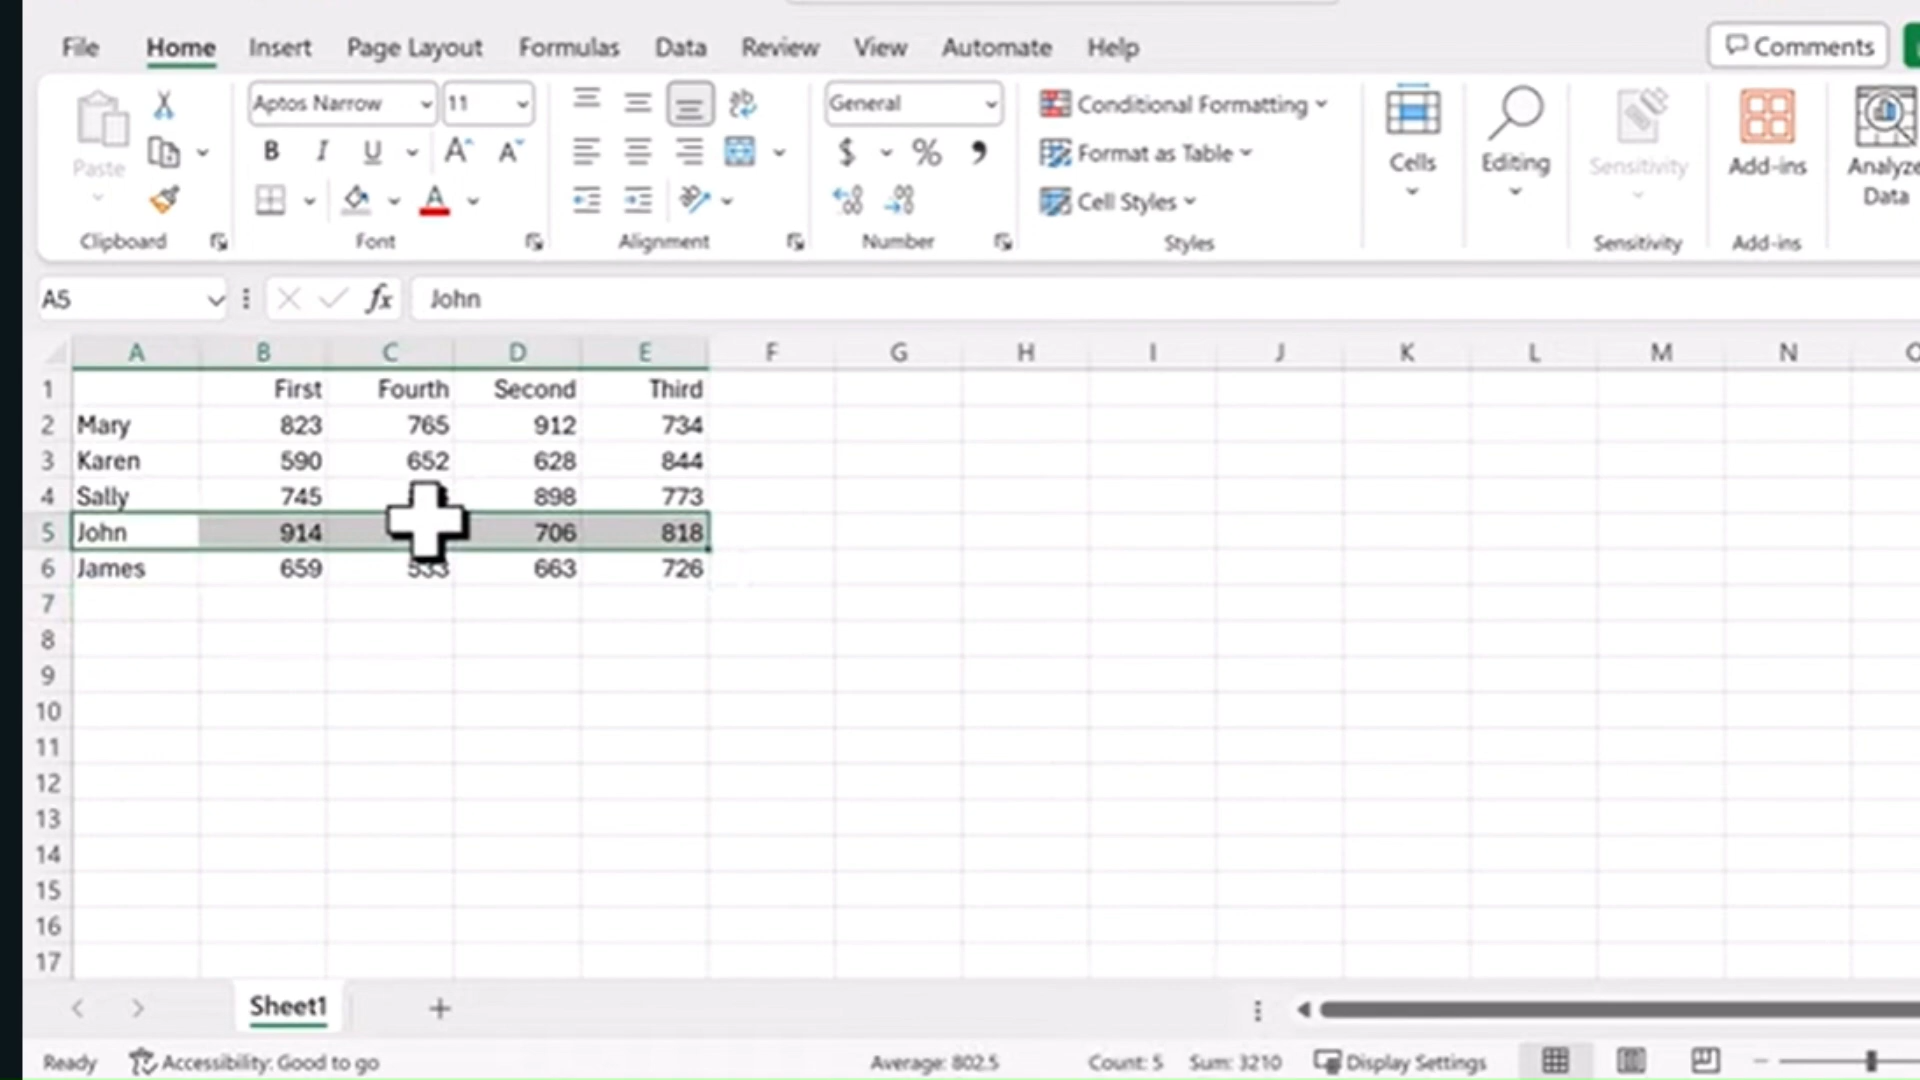 File Home Insert Page Layout Formulas Data Review View Automate Help Comments
Aptos Narrow 11 General Conditional Formatting
Paste B I U A A $ % Format as Table Cells Editing Sensitivity Add-ins Analyze Data
A Cell Styles
Clipboard Font Alignment Number Styles Sensitivity Add-ins
A5 fx John
A B C D E F G H I J K L M N
1 First Fourth Second Third
2 Mary 823 765 912 734
3 Karen 590 652 628 844
4 Sally 745 898 773
5 John 914 706 818
6 James 659 533 663 726
7
8
9
10
11
12
13
14
15
16
17
Sheet1
Ready Accessibility: Good to go Average: 802.5 Count: 5 Sum: 3210 Display Settings